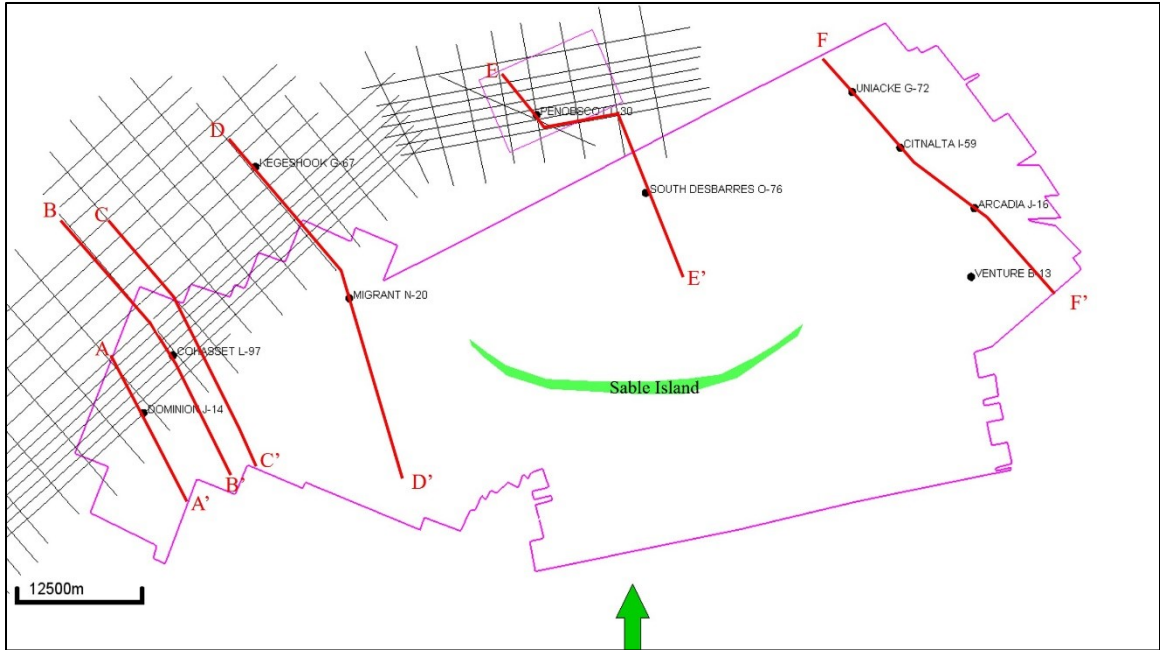 F
E
UNIACKE G-72
PENOBSCOT L-30
D
CITNALTA I-59
KEGESHOOK G-67
SOUTH DESBARRES O-76
ARCADIA J-16
B
C
E'
VENTURE B-13
F'
MIGRANT N-20
A
COHASSET L-97
Sable Island
DOMINION J-14
C'
B'
D'
A'
12500m